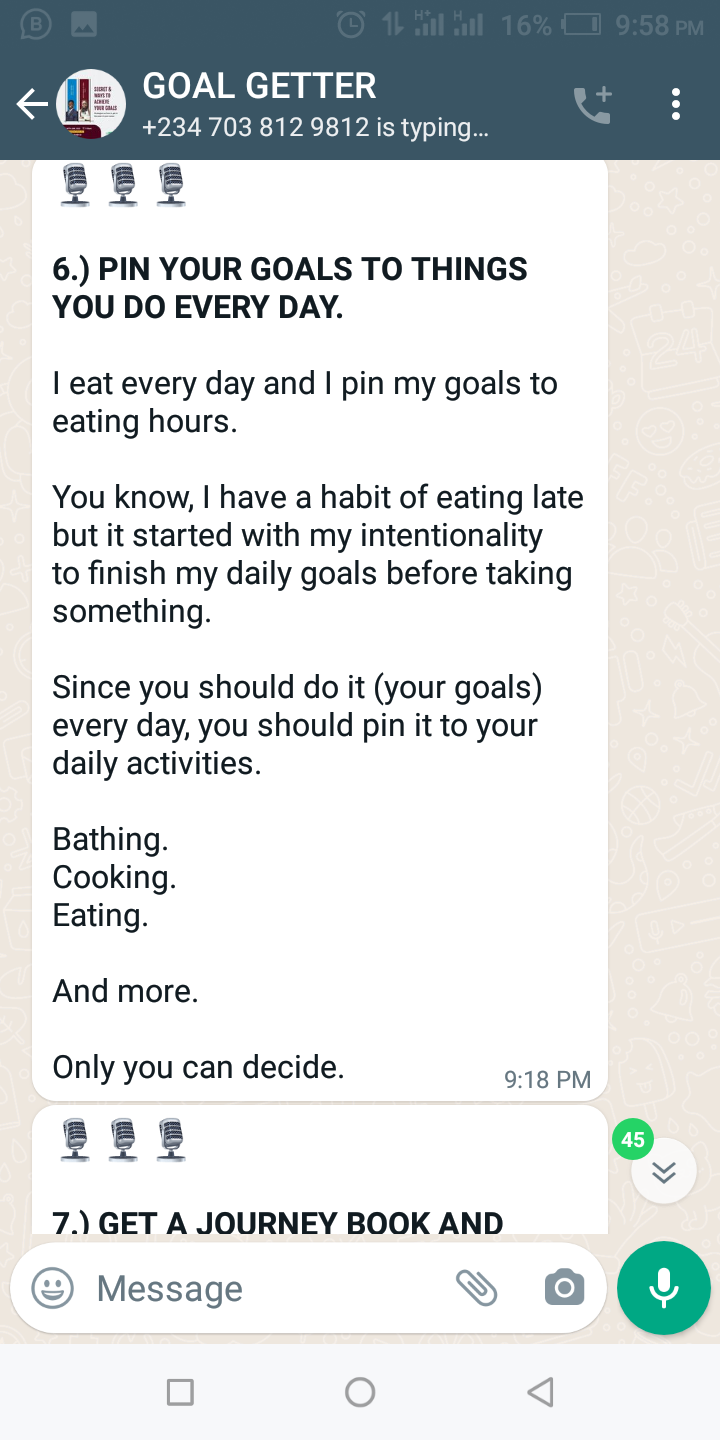 16% 9:58 PM
GOAL GETTER
+234 703 812 9812 is typing...
6.) PIN YOUR GOALS TO THINGS
YOU DO EVERY DAY.
I eat every day and I pin my goals to
eating hours.
You know, I have a habit of eating late
but it started with my intentionality
to finish my daily goals before taking
something.
Since you should do it (your goals)
every day, you should pin it to your
daily activities.
Bathing.
Cooking.
Eating.
And more.
Only you can decide.
9:18 PM
45
7.) GET A JOURNEY BOOK AND
Message